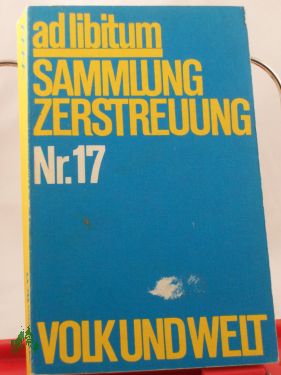 ad libitum
SAMMLUNG
ZERSTREUUNG
Nr.17
VOLK UND WELT